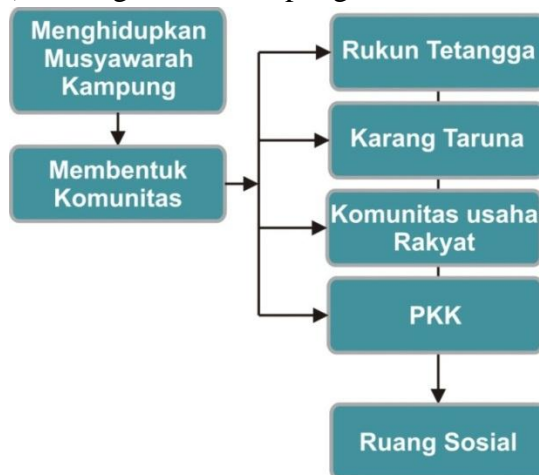 Menghidupkan
Musyawarah
Kampung
Membentuk
Komunitas
Rukun Tetangga
Karang Taruna
Komunitas usaha
Rakyat
PKK
Ruang Sosial